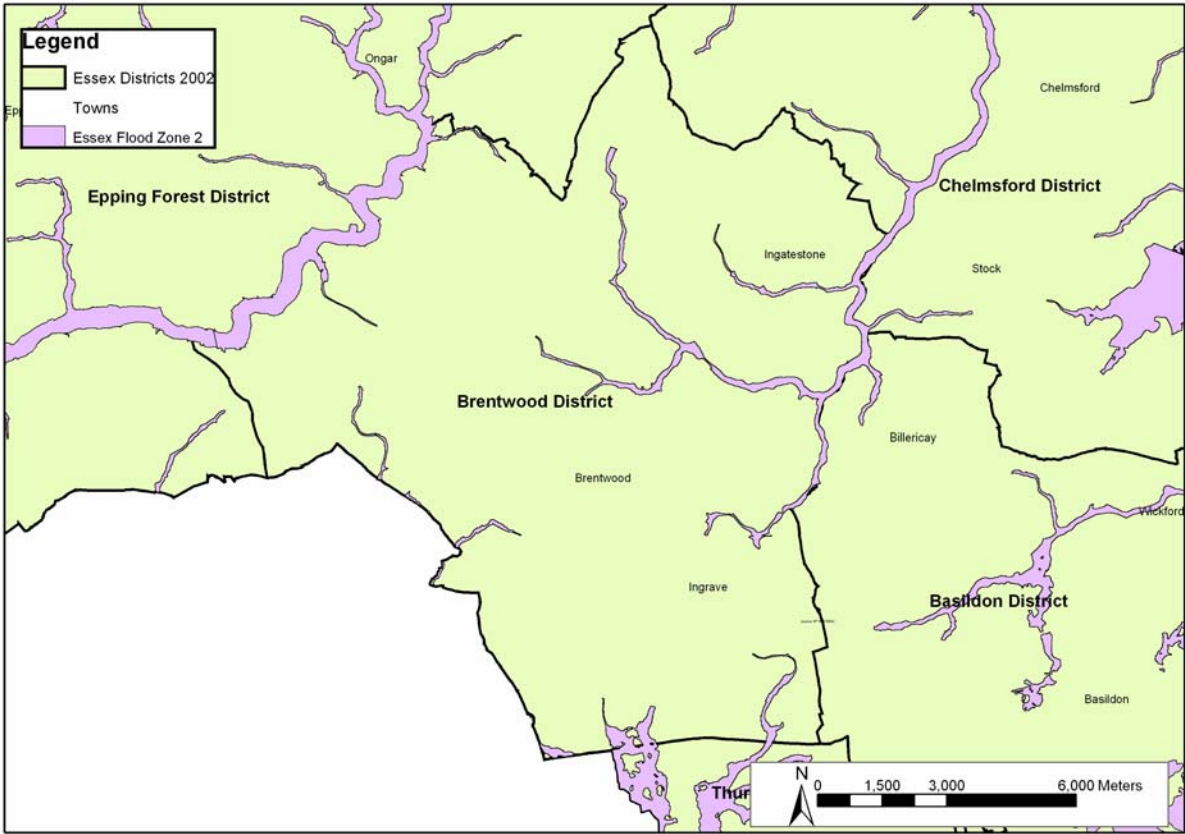 Legend
Essex Districts 2002
Towns
Essex Flood Zone 2
Ongar
Chelmsford
Epping Forest District
Chelmsford District
Ingatestone
Stock
Brentwood District
Billericay
Brentwood
Wickford
Ingrave
Basildon District
Basildon
Thur
N
0 1,500 3,000 6,000 Meters